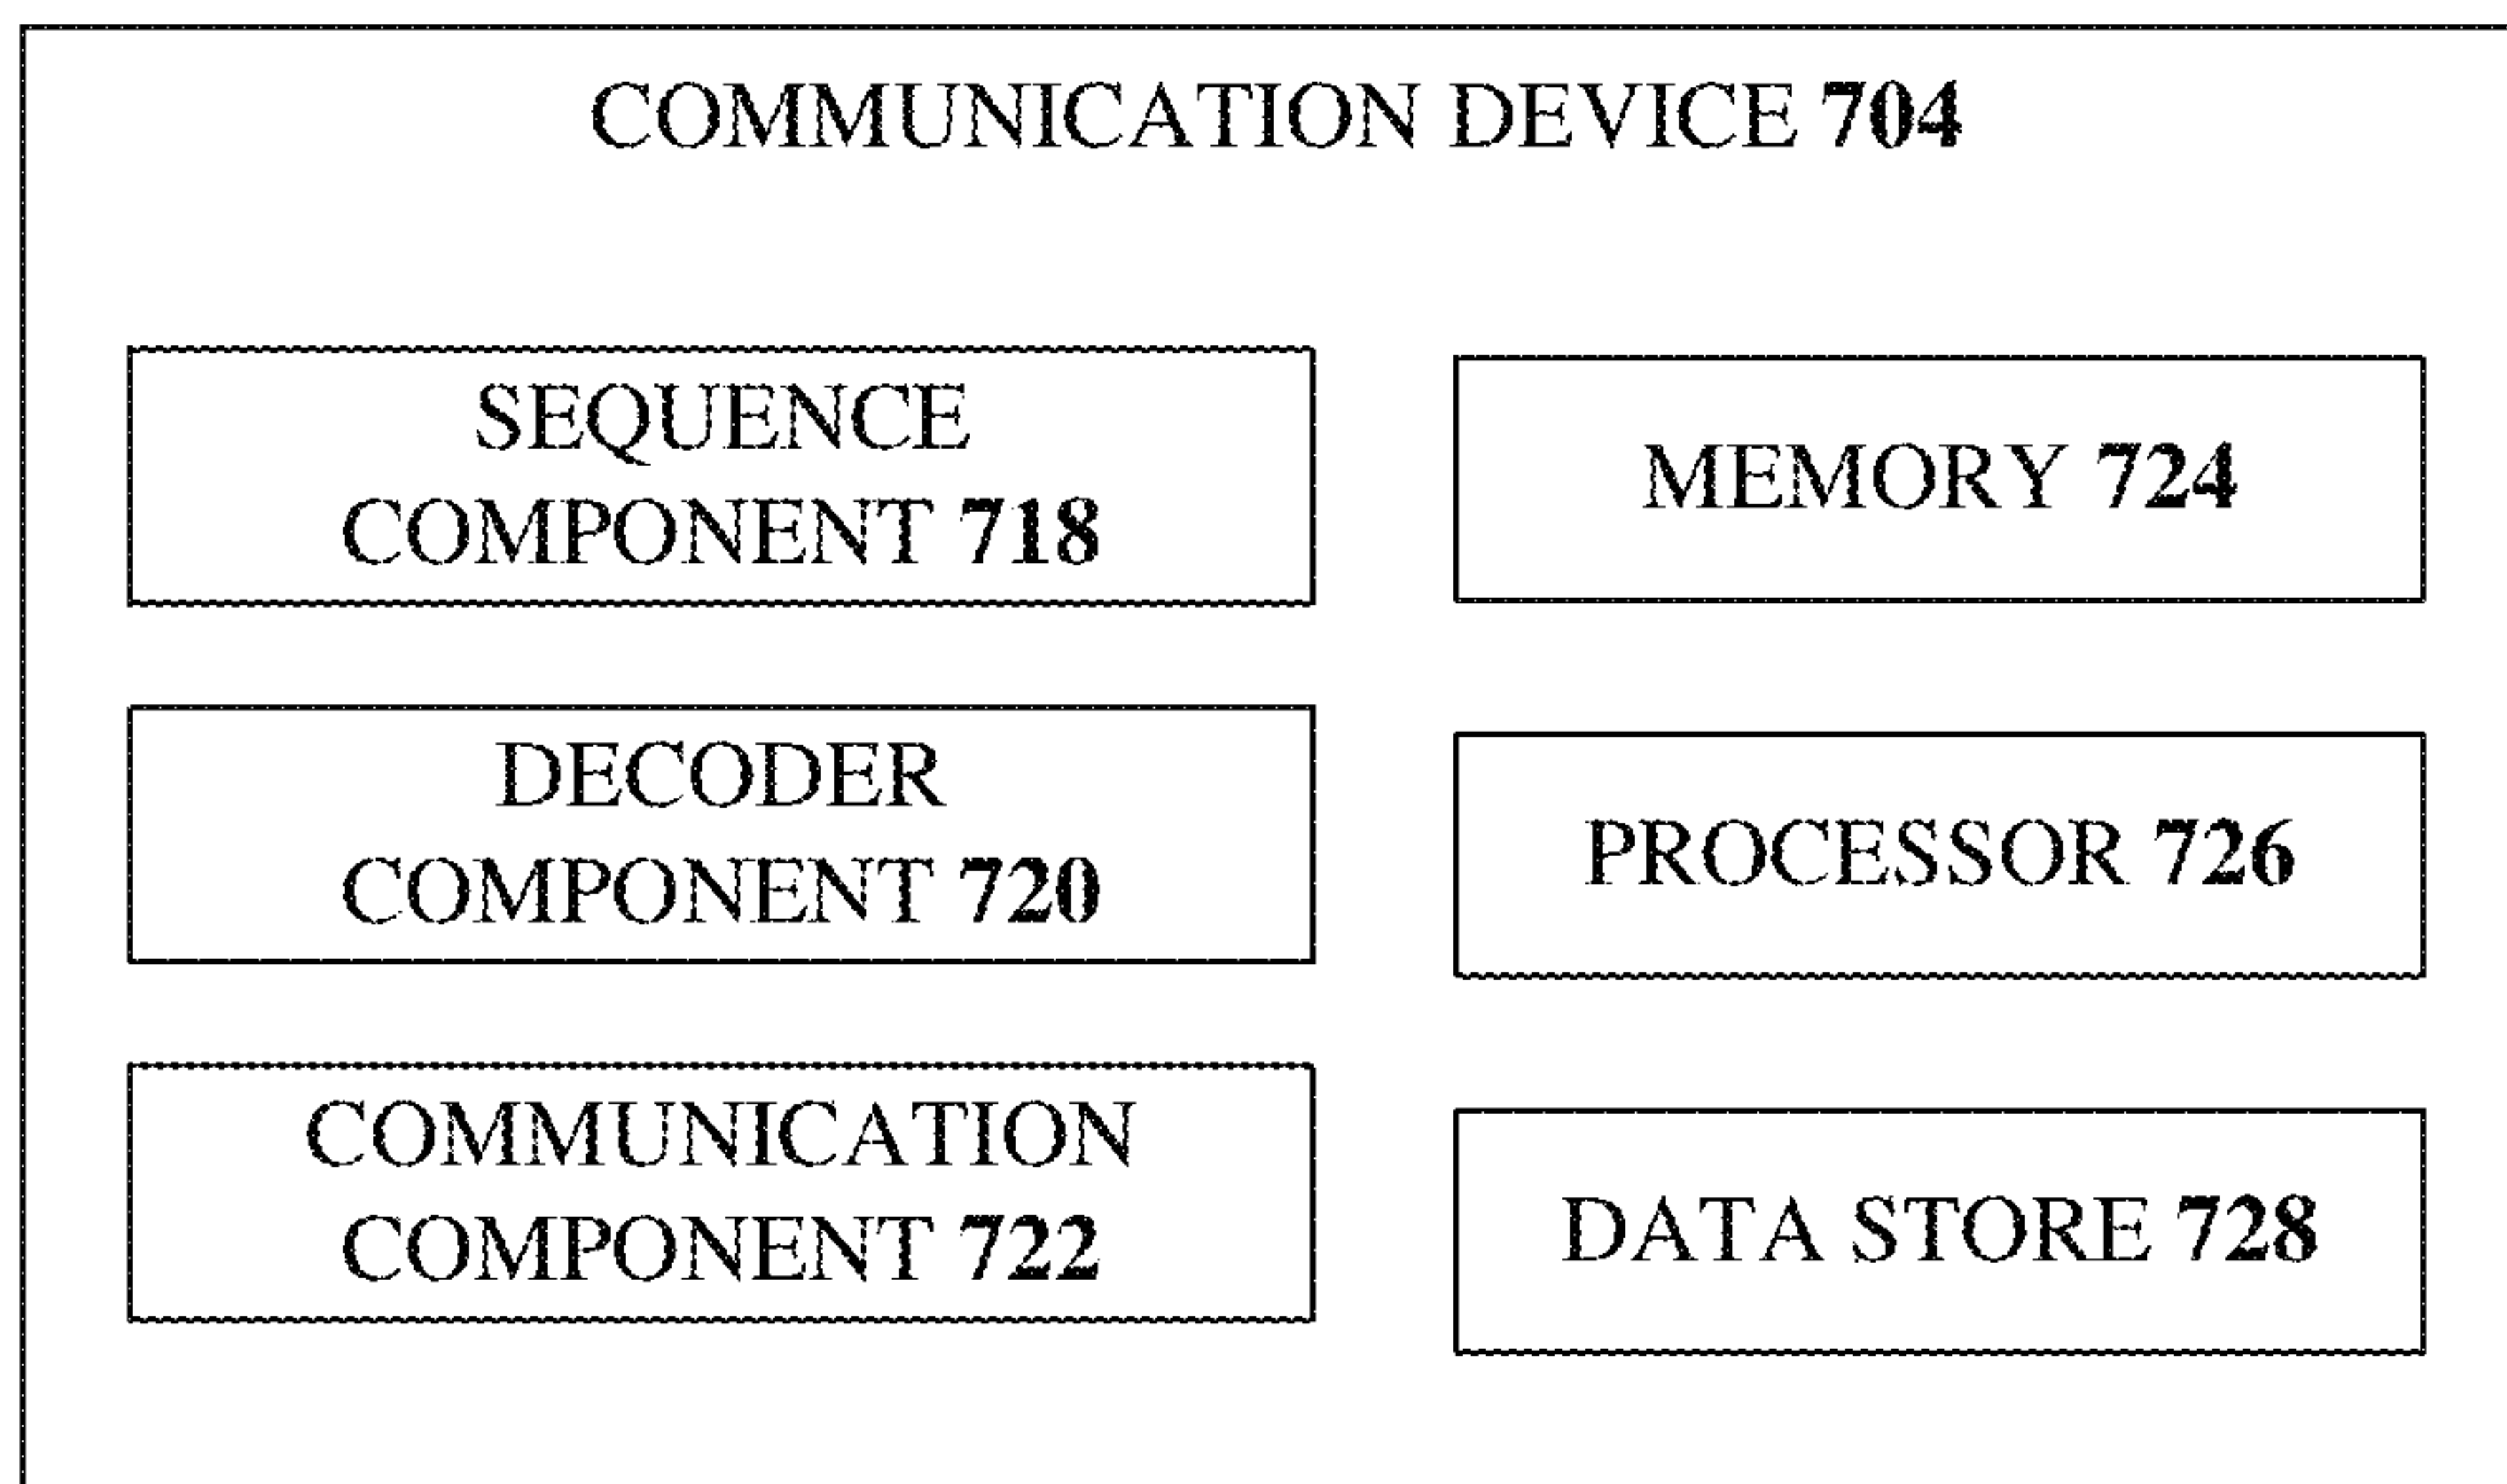 COMMUNICATION DEVICE 704
SEQUENCE
COMPONENT 718
MEMORY 724
DECODER
COMPONENT 720
PROCESSOR 726
COMMUNICATION
COMPONENT 722
DATA STORE 728